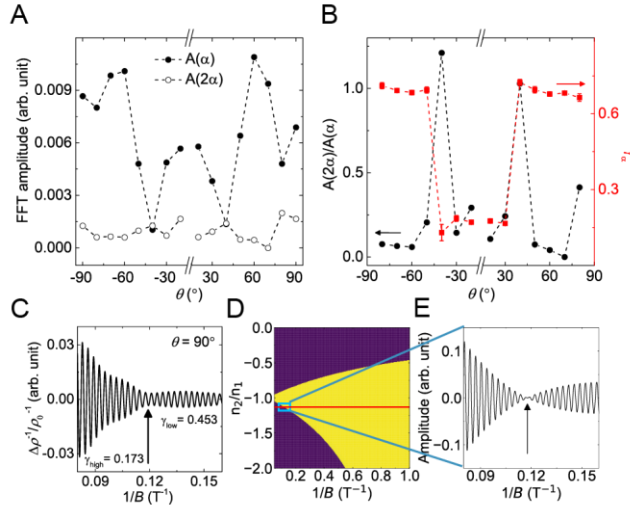 A
B
A(α)
A(2α)
FFT amplitude (arb. unit)
0.009
0.006
0.003
0.000
-90 -60 -30 30 60 90
θ (°)
A(2α)/A(α)
1.0
0.5
0.0
0.6
0.3
-90 -60 -30 30 60 90
θ (°)
C
D
E
θ = 90°
Δρ⁻¹/ρ₀⁻¹ (arb. unit)
0.03
0.00
-0.03
γlow = 0.453
γhigh = 0.173
0.09 0.12 0.15
1/B (T⁻¹)
n₂/n₁
0.0
-0.5
-1.0
-1.5
-2.0
0.2 0.4 0.6 0.8 1.0
1/B (T⁻¹)
Amplitude (arb. unit)
0.1
0.0
-0.1
0.09 0.12 0.15
1/B (T⁻¹)